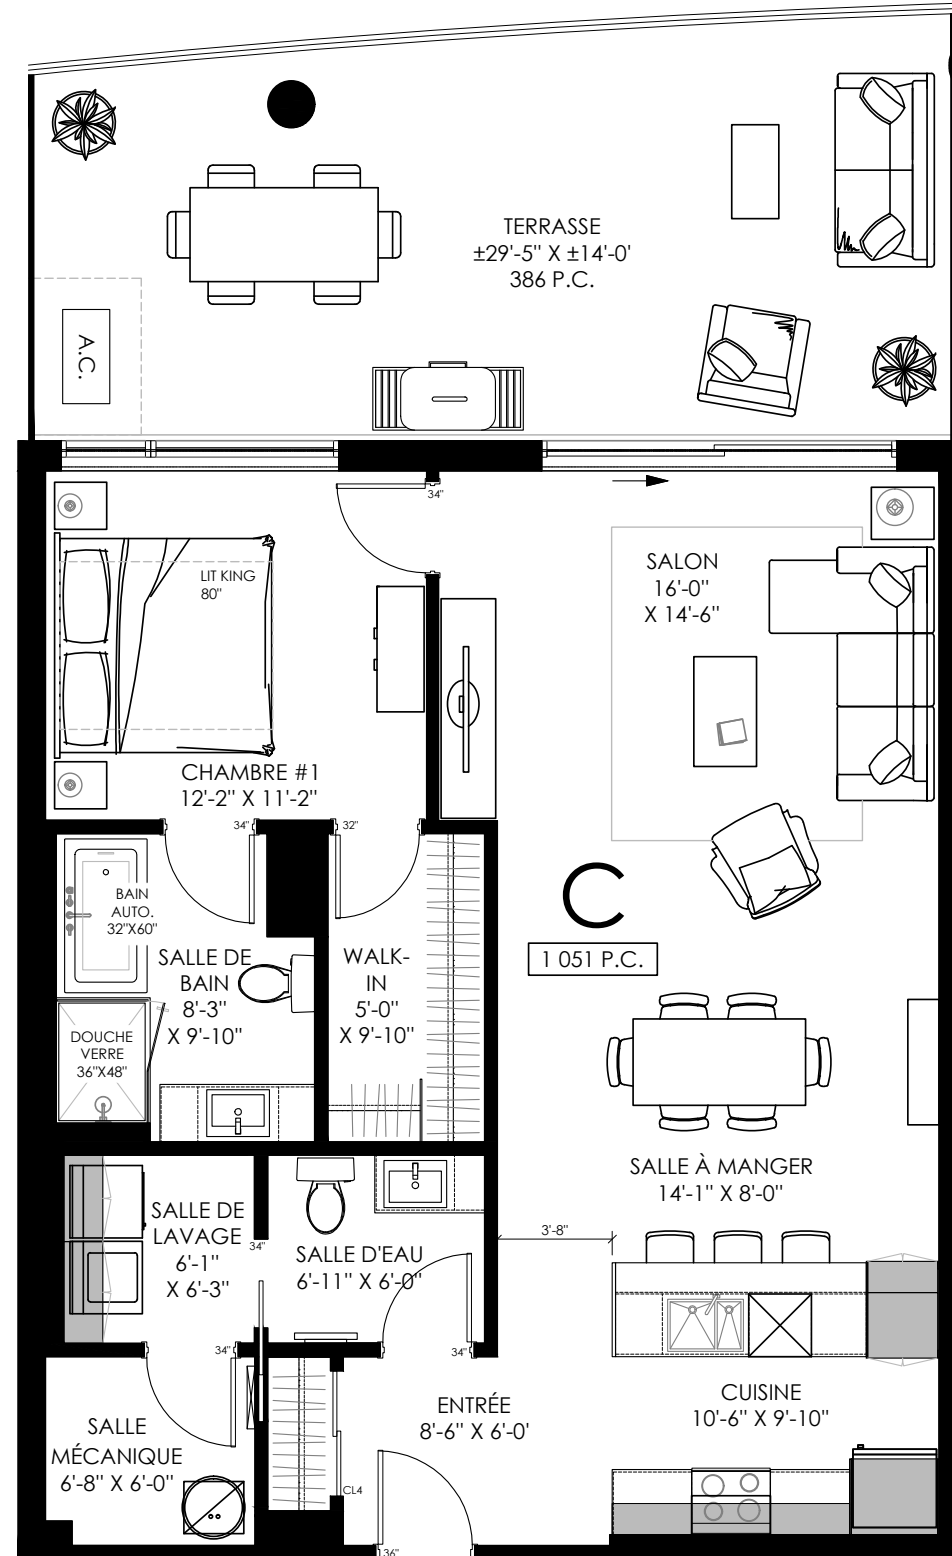 TERRASSE
±29'-5" X ±14'-0'
386 P.C.
A.C.
34"
LIT KING
80"
SALON
16'-0"
X 14'-6"
CHAMBRE #1
12'-2" X 11'-2"
34"
32"
BAIN
AUTO.
32"X60"
SALLE DE
BAIN
8'-3"
X 9'-10"
WALK-
IN
5'-0"
X 9'-10"
C
1 051 P.C.
DOUCHE
VERRE
36"X48"
SALLE À MANGER
14'-1" X 8'-0"
SALLE DE
LAVAGE
6'-1"
X 6'-3"
34"
SALLE D'EAU
6'-11" X 6'-0"
3'-8"
34"
34"
CUISINE
10'-6" X 9'-10"
ENTRÉE
8'-6" X 6'-0'
SALLE
MÉCANIQUE
6'-8" X 6'-0"
CL4
36"